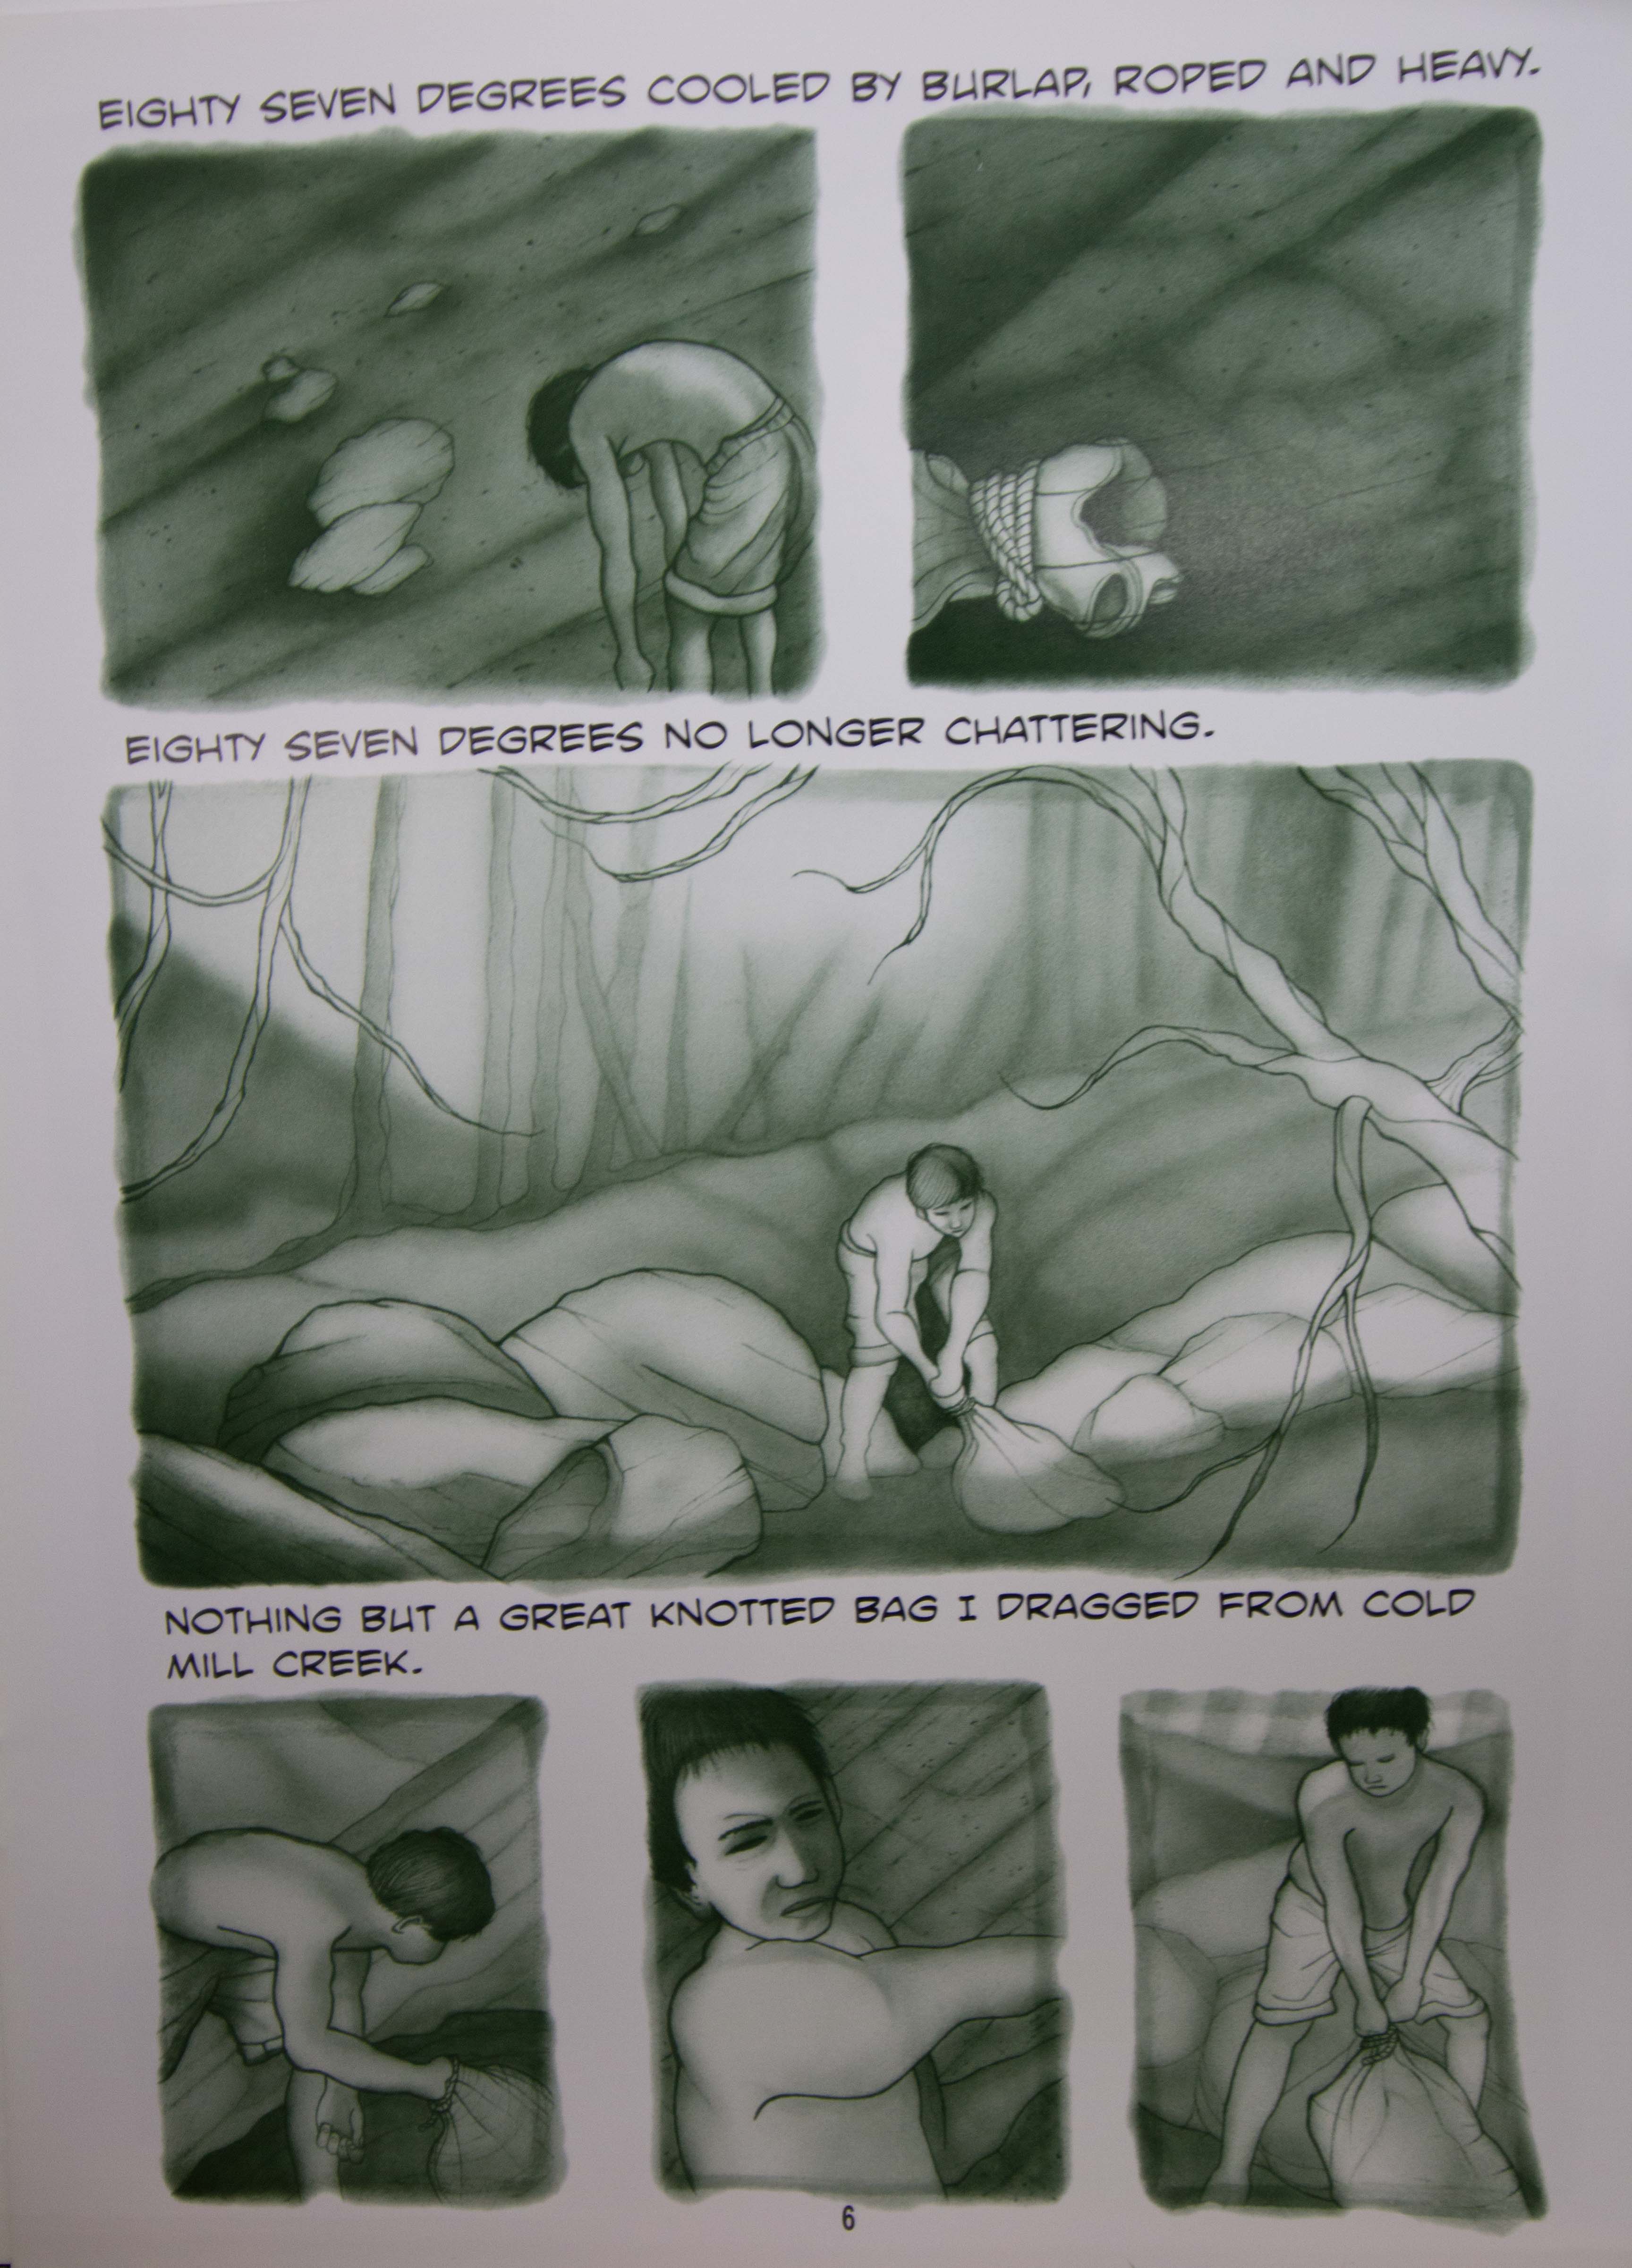 EIGHTY SEVEN DEGREES COOLED BY BURLAP, ROPED AND HEAVY.
EIGHTY SEVEN DEGREES NO LONGER CHATTERING.
NOTHING BUT A GREAT KNOTTED BAG I DRAGGED FROM COLD
MILL CREEK.
6